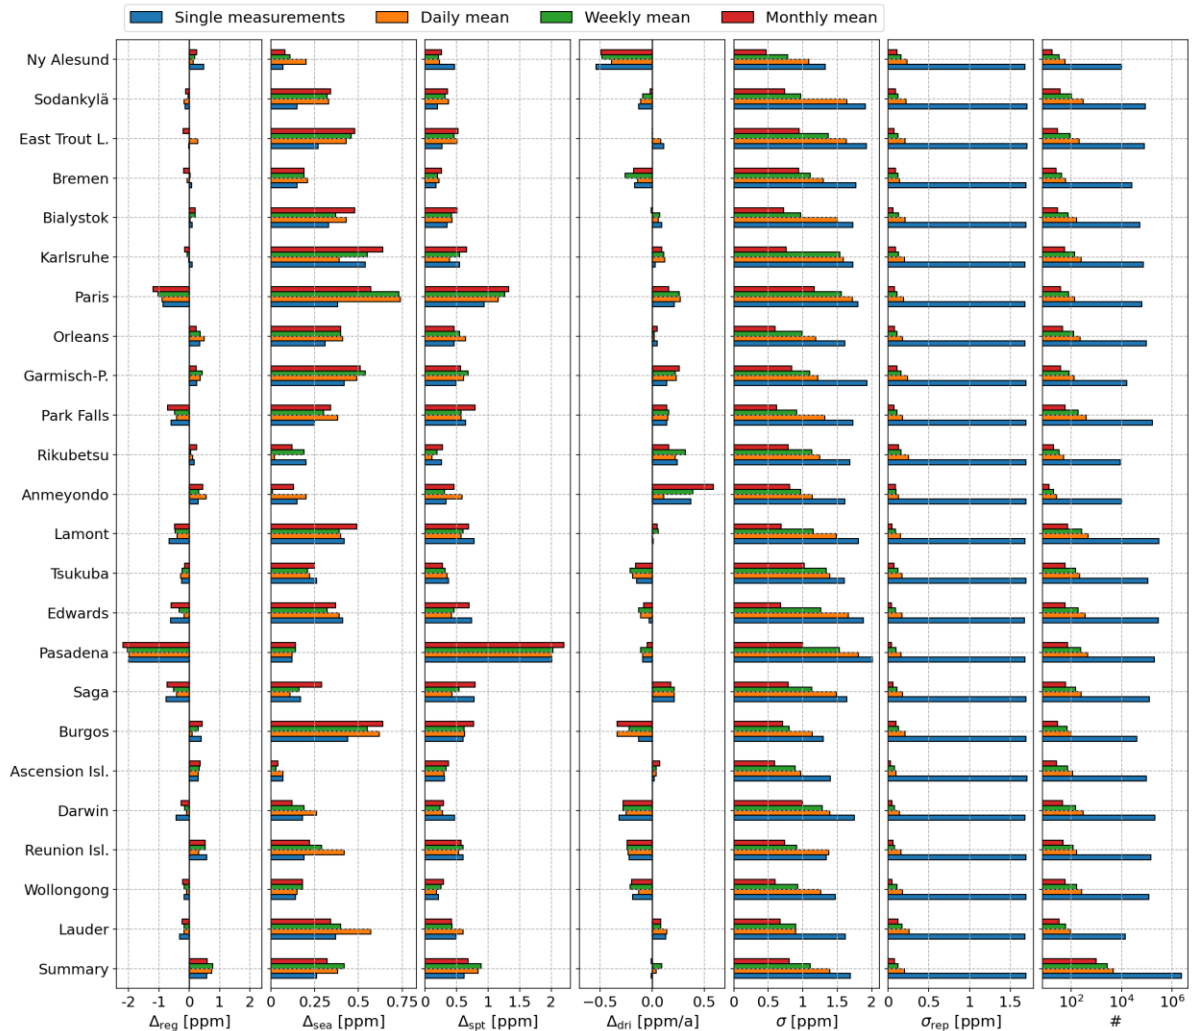 Single measurements Daily mean Weekly mean Monthly mean
Ny Alesund
Sodankylä
East Trout L.
Bremen
Bialystok
Karlsruhe
Paris
Orleans
Garmisch-P.
Park Falls
Rikubetsu
Anmeyondo
Lamont
Tsukuba
Edwards
Pasadena
Saga
Burgos
Ascension Isl.
Darwin
Reunion Isl.
Wollongong
Lauder
Summary
−2 −1 0 1 2 0 0.25 0.5 0.75 0.0 0.5 1.0 1.5 2.0 −0.5 0.0 0.5 0 0.5 1 1.5 2 0 0.5 1.0 1.5 10² 10⁴ 10⁶
Δreg [ppm] Δsea [ppm] Δspt [ppm] Δdri [ppm/a] σ [ppm] σrep [ppm] #